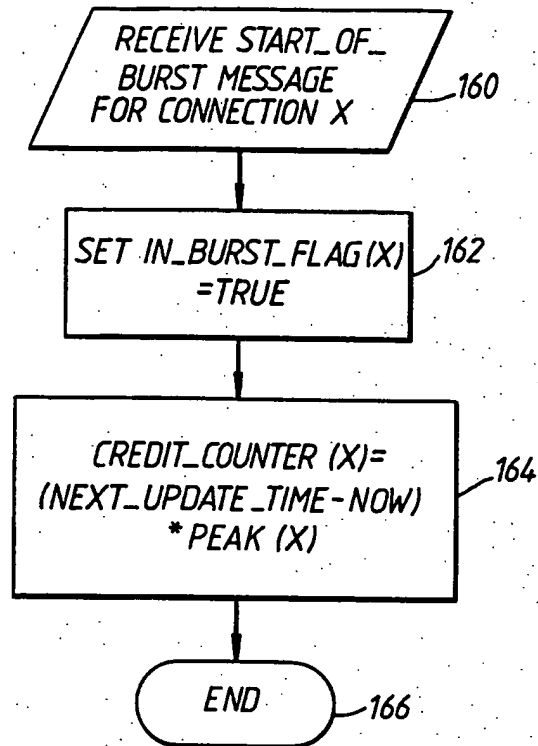 RECEIVE START_OF_
BURST MESSAGE
FOR CONNECTION X
160
SET IN_BURST_FLAG(X)
=TRUE
162
CREDIT_COUNTER (X)=
(NEXT_UPDATE_TIME-NOW)
* PEAK (X)
164
END
166